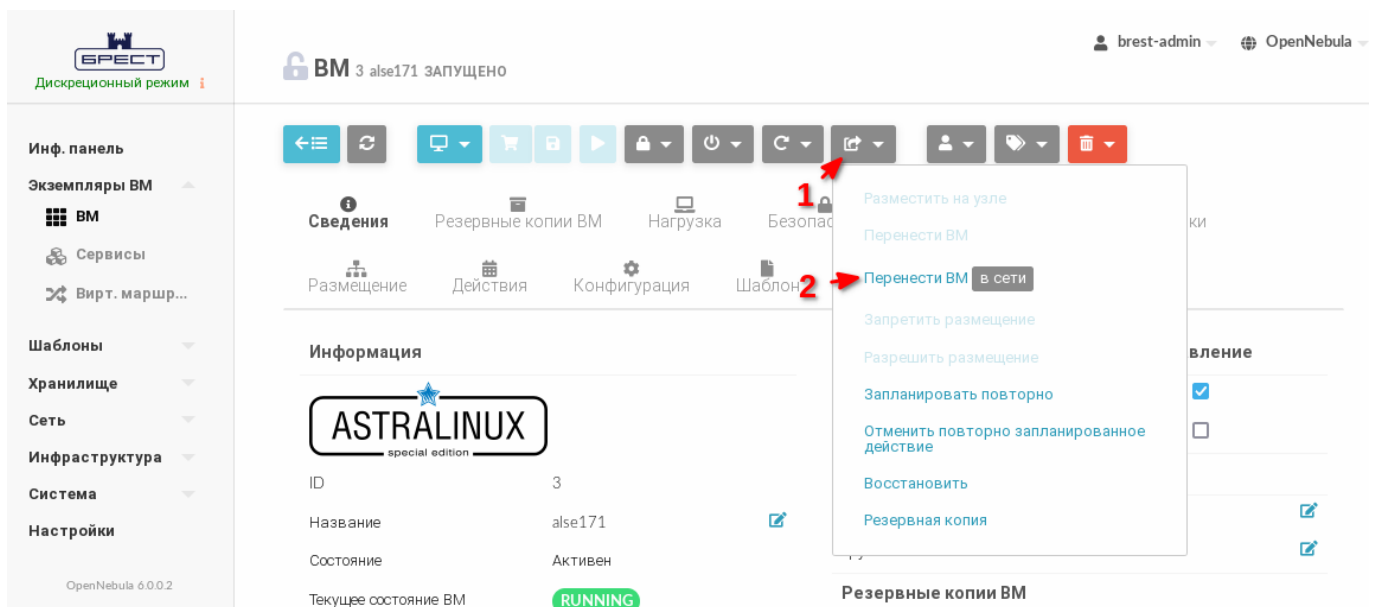 БРЕСТ
Дискреционный режим i
ВМ 3 alse171 ЗАПУЩЕНО
brest-admin
OpenNebula
Инф. панель
Экземпляры ВМ
ВМ
Сервисы
Вирт. маршр...
Шаблоны
Хранилище
Сеть
Инфраструктура
Система
Настройки
OpenNebula 6.0.0.2
1
Сведения
Резервные копии ВМ
Нагрузка
Размещение
Действия
Конфигурация
Шаблон
2
Разместить на узле
Перенести ВМ
Перенести ВМ в сети
Запретить размещение
Разрешить размещение
Запланировать повторно
Отменить повторно запланированное
действие
Восстановить
Резервная копия
Информация
ASTRALINUX
special edition
ID 3
Название alse171
Состояние Активен
Текущее состояние ВМ RUNNING
Резервные копии ВМ